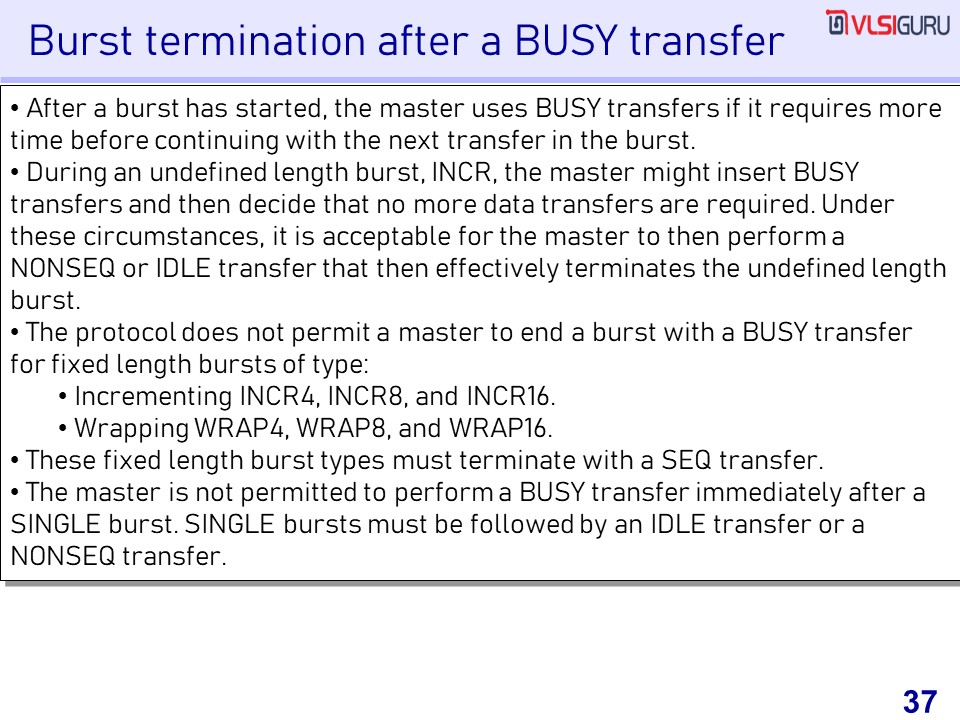 Burst termination after a BUSY transfer
VLSIGURU
• After a burst has started, the master uses BUSY transfers if it requires more
time before continuing with the next transfer in the burst.
• During an undefined length burst, INCR, the master might insert BUSY
transfers and then decide that no more data transfers are required. Under
these circumstances, it is acceptable for the master to then perform a
NONSEQ or IDLE transfer that then effectively terminates the undefined length
burst.
• The protocol does not permit a master to end a burst with a BUSY transfer
for fixed length bursts of type:
• Incrementing INCR4, INCR8, and INCR16.
• Wrapping WRAP4, WRAP8, and WRAP16.
• These fixed length burst types must terminate with a SEQ transfer.
• The master is not permitted to perform a BUSY transfer immediately after a
SINGLE burst. SINGLE bursts must be followed by an IDLE transfer or a
NONSEQ transfer.
37